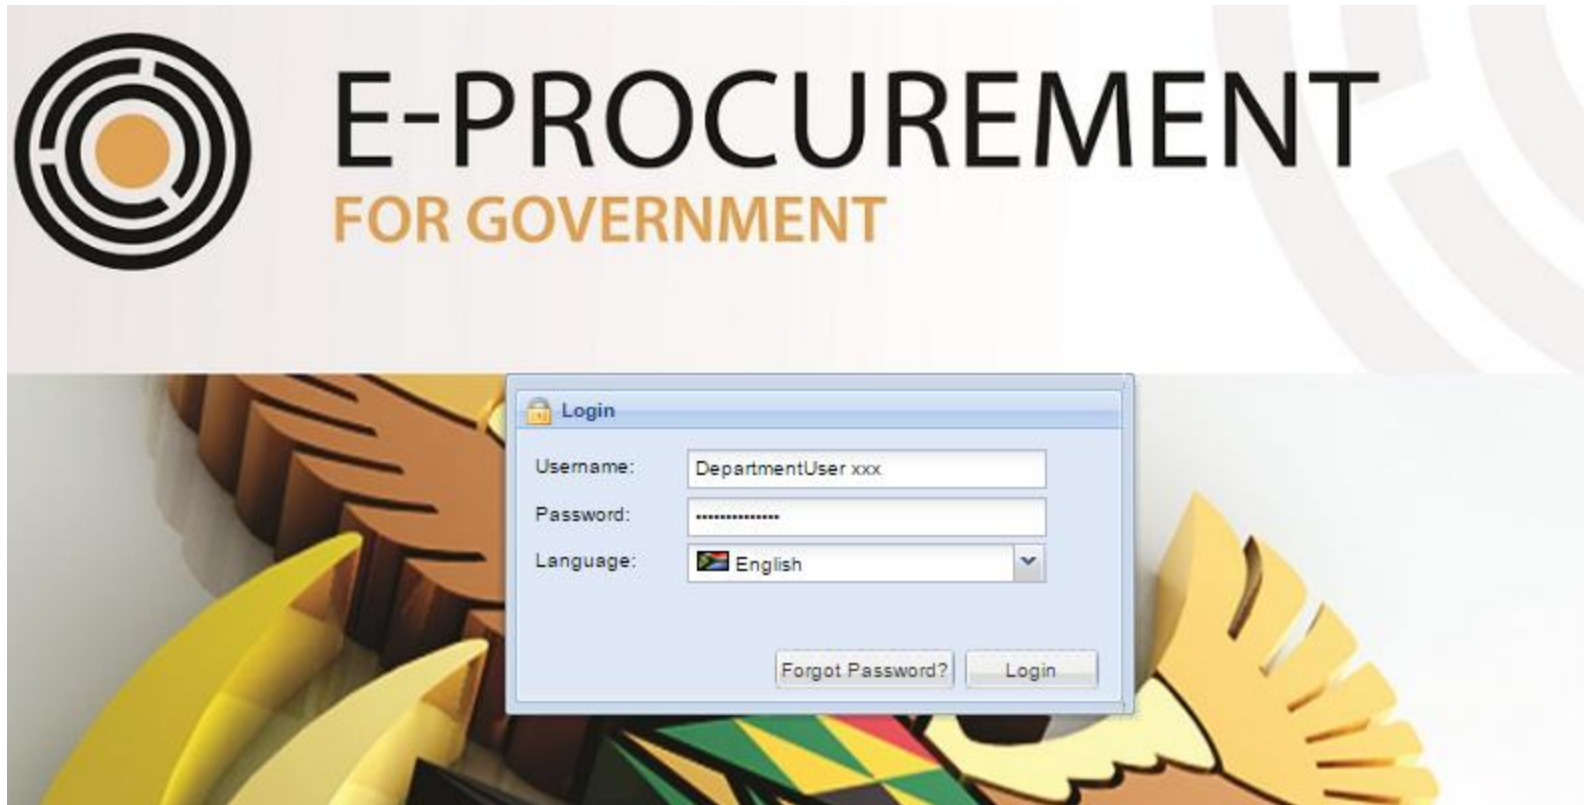 E-PROCUREMENT
FOR GOVERNMENT
Login
Username: DepartmentUser xxx
Password: ••••••••••••••
Language: English
Forgot Password? Login